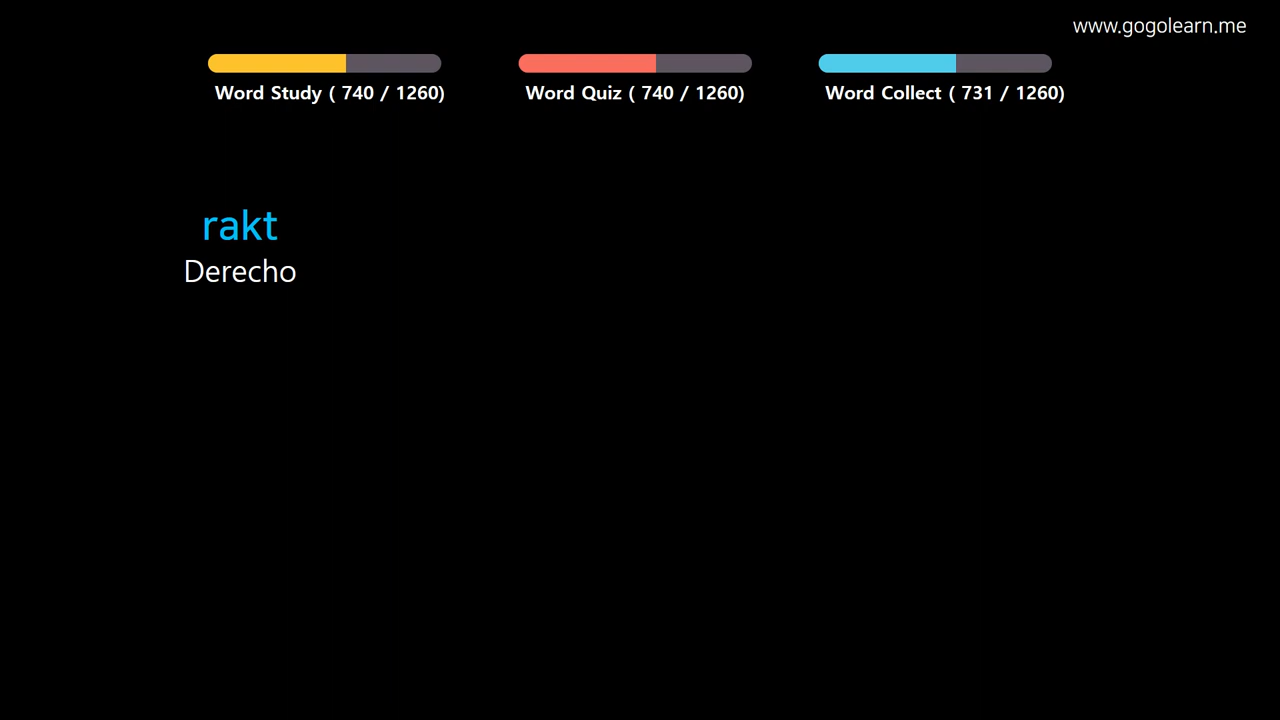 www.gogolearn.me
Word Study ( 740 / 1260)
Word Quiz ( 740 / 1260)
Word Collect ( 731 / 1260)
rakt
Derecho